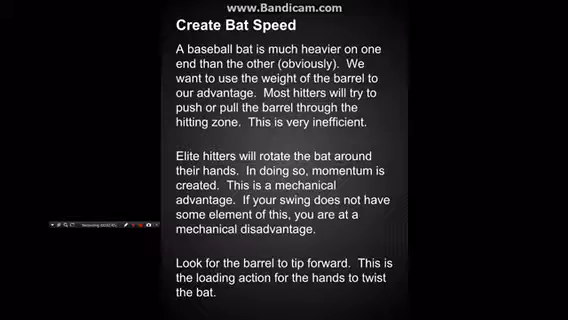 www.Bandicam.com
Create Bat Speed
A baseball bat is much heavier on one
end than the other (obviously).  We
want to use the weight of the barrel to
our advantage.  Most hitters will try to
push or pull the barrel through the
hitting zone.  This is very inefficient.
Elite hitters will rotate the bat around
their hands.  In doing so, momentum is
created.  This is a mechanical
advantage.  If your swing does not have
some element of this, you are at a
mechanical disadvantage.
Look for the barrel to tip forward.  This is
the loading action for the hands to twist
the bat.